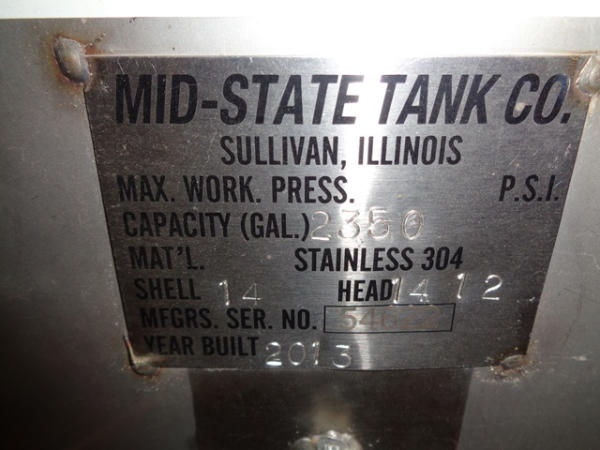 MID-STATE TANK CO.
SULLIVAN, ILLINOIS
MAX. WORK. PRESS. P.S.I.
CAPACITY (GAL.) 2350
MAT'L. STAINLESS 304
SHELL 14 HEAD 14 12
MFGRS. SER. NO.
YEAR BUILT 2013